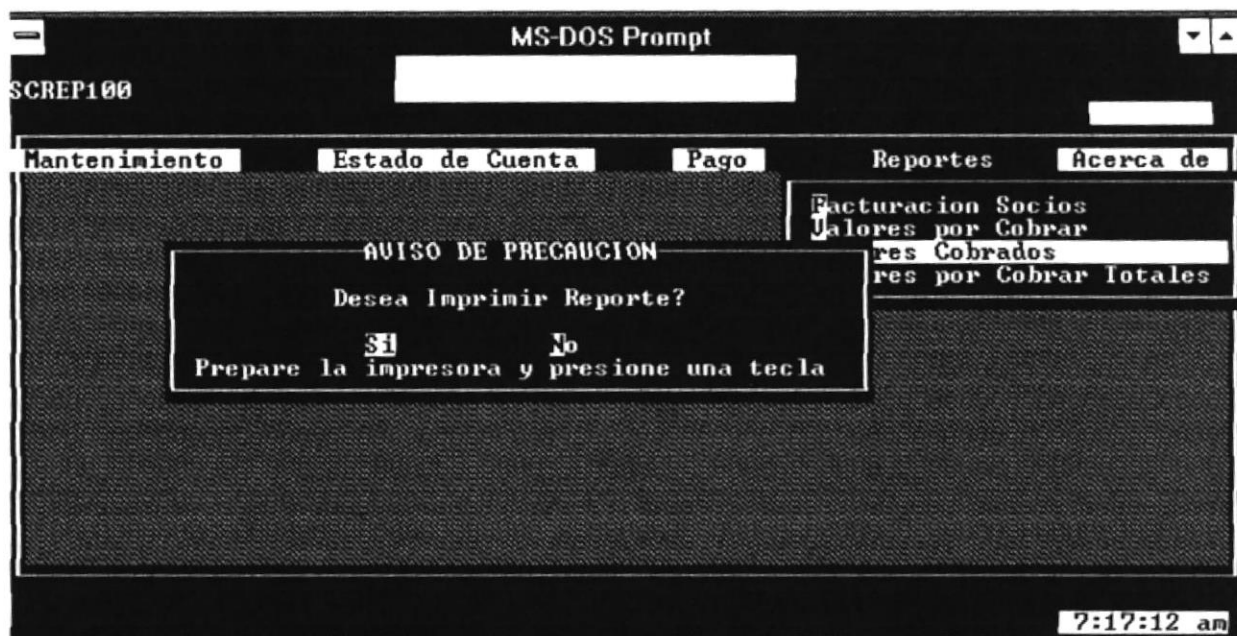 MS-DOS Prompt
SCREP100
Mantenimiento Estado de Cuenta Pago Reportes Acerca de
Facturacion Socios
Valores por Cobrar
res Cobrados
res por Cobrar Totales
AVISO DE PRECAUCION
Desea Imprimir Reporte?
Si No
Prepare la impresora y presione una tecla
7:17:12 am